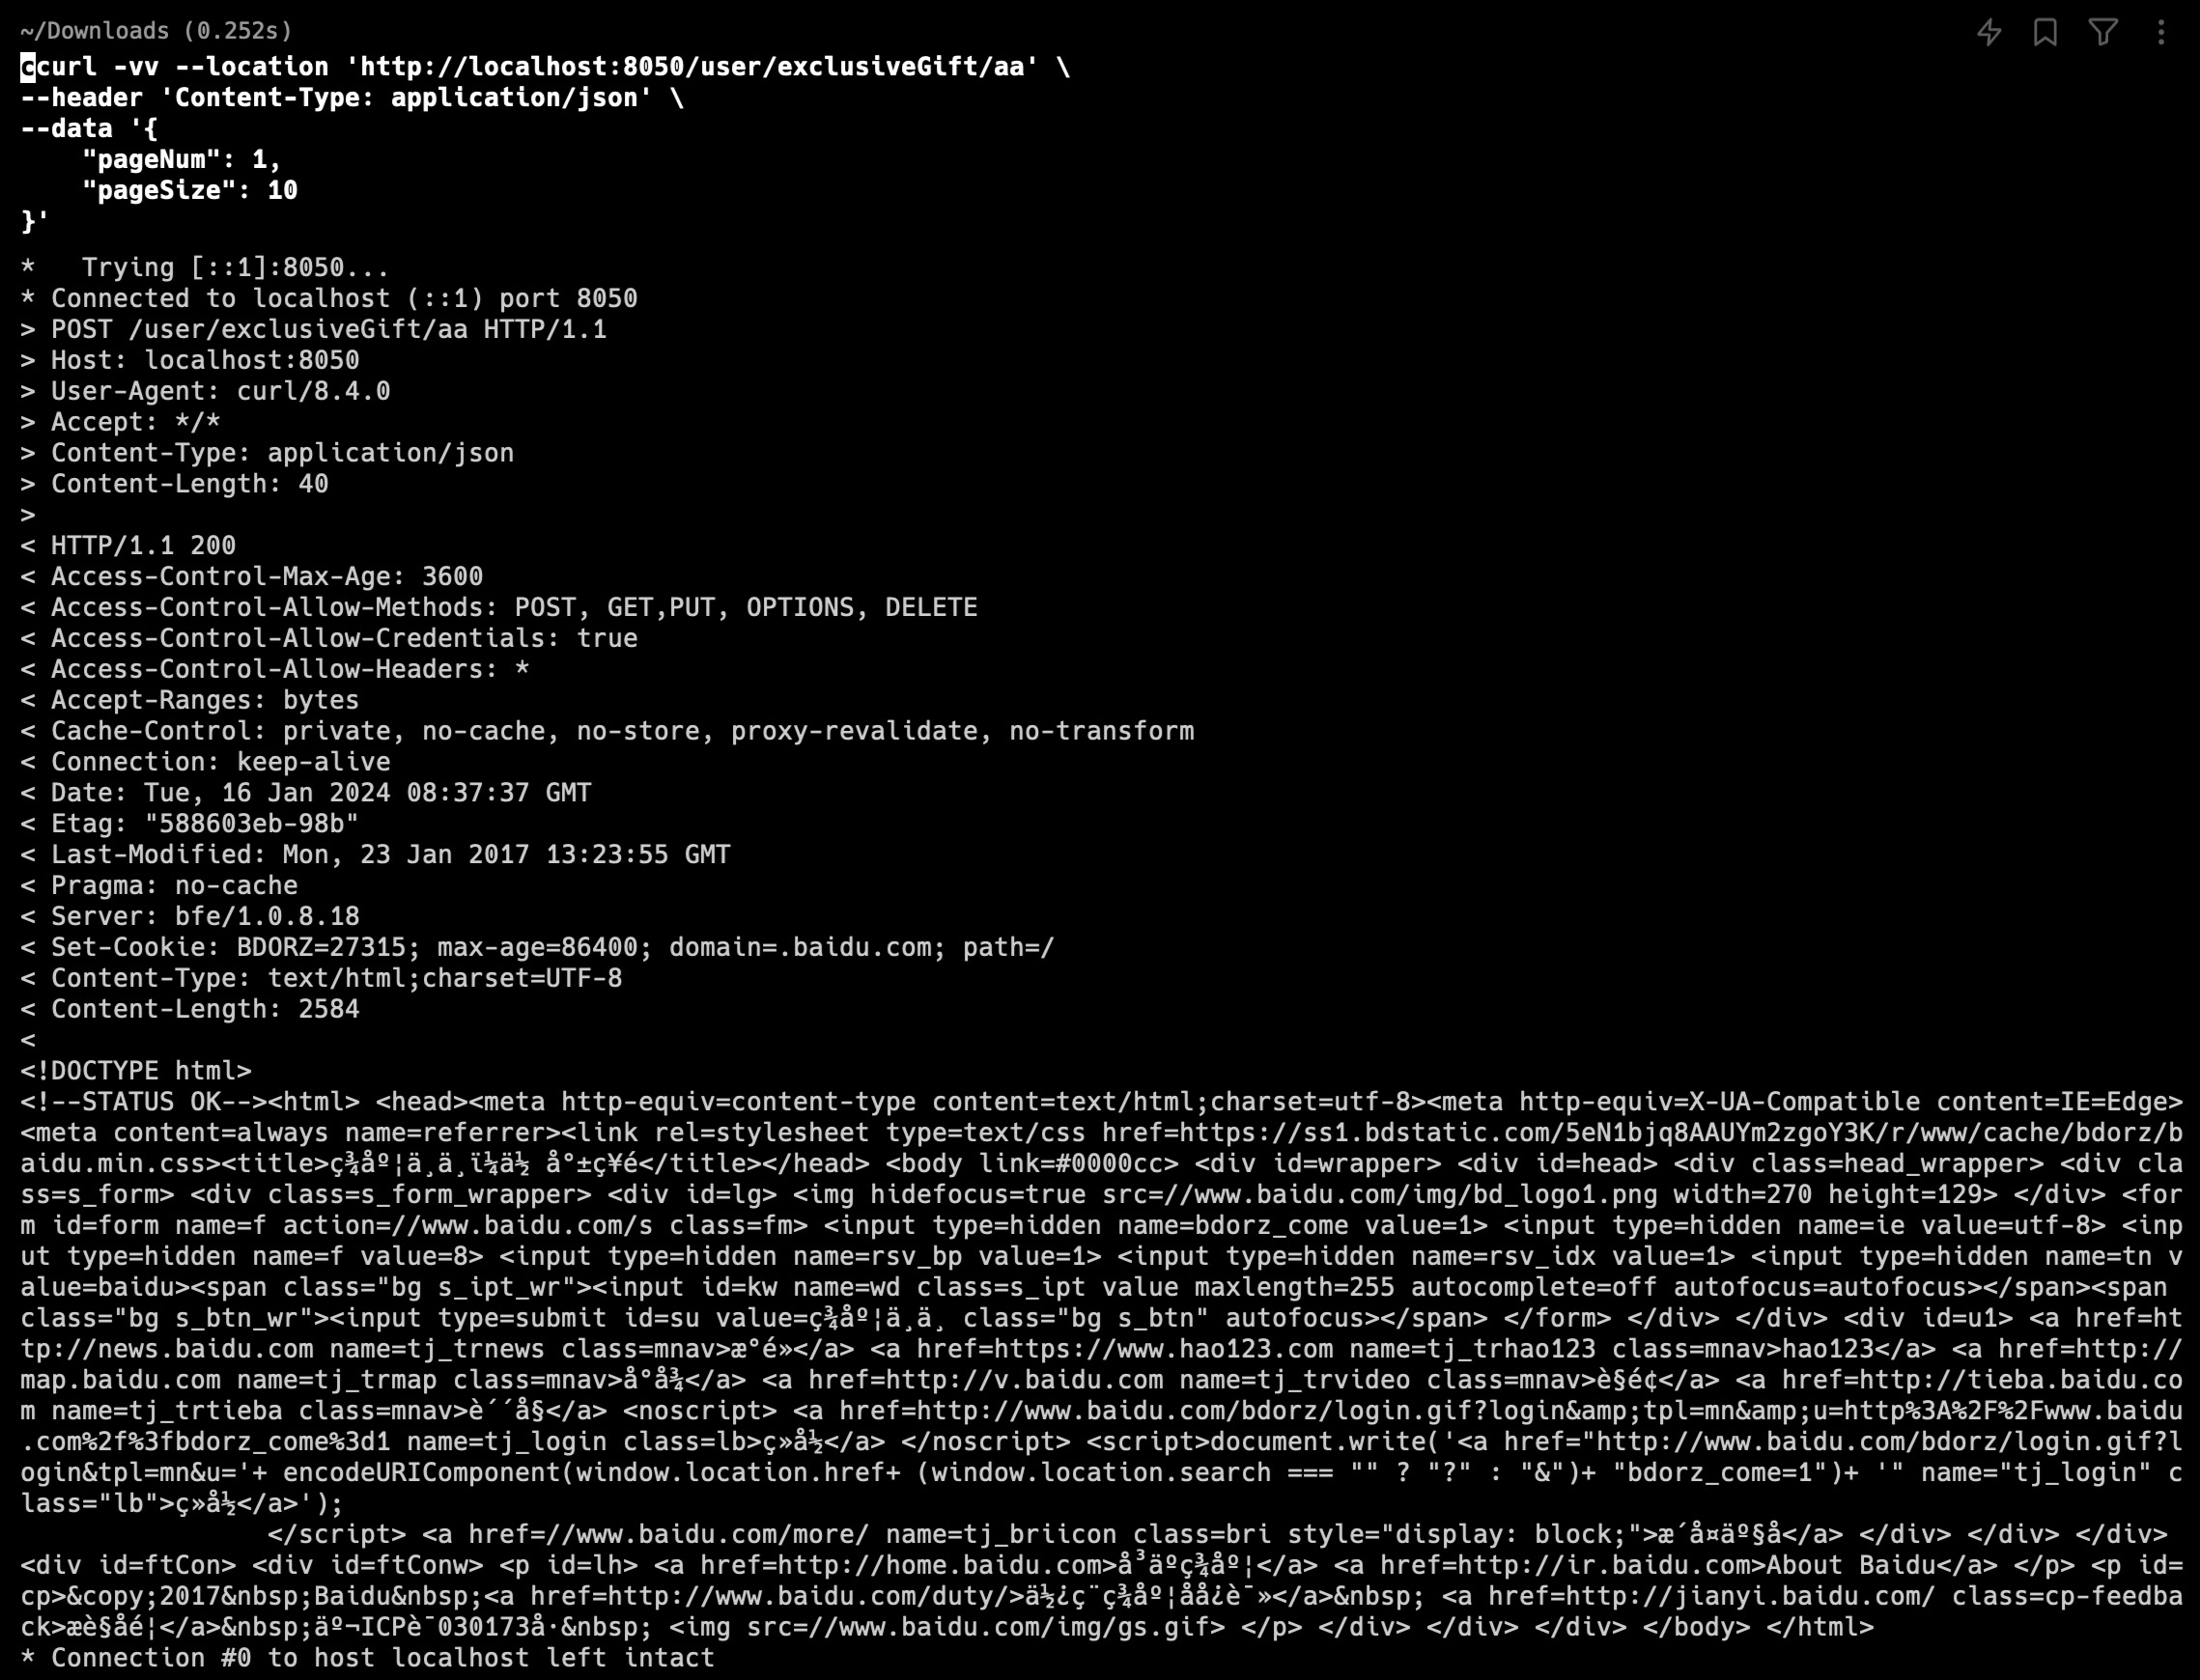 ~/Downloads (0.252s)
ccurl -vv --location 'http://localhost:8050/user/exclusiveGift/aa' \
--header 'Content-Type: application/json' \
--data '{
    "pageNum": 1,
    "pageSize": 10
}'
*   Trying [::1]:8050...
* Connected to localhost (::1) port 8050
> POST /user/exclusiveGift/aa HTTP/1.1
> Host: localhost:8050
> User-Agent: curl/8.4.0
> Accept: */*
> Content-Type: application/json
> Content-Length: 40
>
< HTTP/1.1 200
< Access-Control-Max-Age: 3600
< Access-Control-Allow-Methods: POST, GET,PUT, OPTIONS, DELETE
< Access-Control-Allow-Credentials: true
< Access-Control-Allow-Headers: *
< Accept-Ranges: bytes
< Cache-Control: private, no-cache, no-store, proxy-revalidate, no-transform
< Connection: keep-alive
< Date: Tue, 16 Jan 2024 08:37:37 GMT
< Etag: "588603eb-98b"
< Last-Modified: Mon, 23 Jan 2017 13:23:55 GMT
< Pragma: no-cache
< Server: bfe/1.0.8.18
< Set-Cookie: BDORZ=27315; max-age=86400; domain=.baidu.com; path=/
< Content-Type: text/html;charset=UTF-8
< Content-Length: 2584
<
<!DOCTYPE html>
<!--STATUS OK--><html> <head><meta http-equiv=content-type content=text/html;charset=utf-8><meta http-equiv=X-UA-Compatible content=IE=Edge>
<meta content=always name=referrer><link rel=stylesheet type=text/css href=https://ss1.bdstatic.com/5eN1bjq8AAUYm2zgoY3K/r/www/cache/bdorz/b
aidu.min.css><title>ç¾åº¦ä¸ä¸ï¼ä½ å°±ç¥é</title></head> <body link=#0000cc> <div id=wrapper> <div id=head> <div class=head_wrapper> <div cla
ss=s_form> <div class=s_form_wrapper> <div id=lg> <img hidefocus=true src=//www.baidu.com/img/bd_logo1.png width=270 height=129> </div> <for
m id=form name=f action=//www.baidu.com/s class=fm> <input type=hidden name=bdorz_come value=1> <input type=hidden name=ie value=utf-8> <inp
ut type=hidden name=f value=8> <input type=hidden name=rsv_bp value=1> <input type=hidden name=rsv_idx value=1> <input type=hidden name=tn v
alue=baidu><span class="bg s_ipt_wr"><input id=kw name=wd class=s_ipt value maxlength=255 autocomplete=off autofocus=autofocus></span><span
class="bg s_btn_wr"><input type=submit id=su value=ç¾åº¦ä¸ä¸ class="bg s_btn" autofocus></span> </form> </div> </div> <div id=u1> <a href=ht
tp://news.baidu.com name=tj_trnews class=mnav>æ°é»</a> <a href=https://www.hao123.com name=tj_trhao123 class=mnav>hao123</a> <a href=http://
map.baidu.com name=tj_trmap class=mnav>å°å¾</a> <a href=http://v.baidu.com name=tj_trvideo class=mnav>è§é¢</a> <a href=http://tieba.baidu.co
m name=tj_trtieba class=mnav>è´´å§</a> <noscript> <a href=http://www.baidu.com/bdorz/login.gif?login&amp;tpl=mn&amp;u=http%3A%2F%2Fwww.baidu
.com%2f%3fbdorz_come%3d1 name=tj_login class=lb>ç»å½</a> </noscript> <script>document.write('<a href="http://www.baidu.com/bdorz/login.gif?l
ogin&tpl=mn&u='+ encodeURIComponent(window.location.href+ (window.location.search === "" ? "?" : "&")+ "bdorz_come=1")+ '" name="tj_login" c
lass="lb">ç»å½</a>');
                </script> <a href=//www.baidu.com/more/ name=tj_briicon class=bri style="display: block;">æ´å¤äº§å</a> </div> </div> </div>
<div id=ftCon> <div id=ftConw> <p id=lh> <a href=http://home.baidu.com>å³äºç¾åº¦</a> <a href=http://ir.baidu.com>About Baidu</a> </p> <p id=
cp>&copy;2017&nbsp;Baidu&nbsp;<a href=http://www.baidu.com/duty/>ä½¿ç¨ç¾åº¦åå¿è¯»</a>&nbsp; <a href=http://jianyi.baidu.com/ class=cp-feedba
ck>æè§åé¦</a>&nbsp;äº¬ICPè¯030173å·&nbsp; <img src=//www.baidu.com/img/gs.gif> </p> </div> </div> </div> </body> </html>
* Connection #0 to host localhost left intact